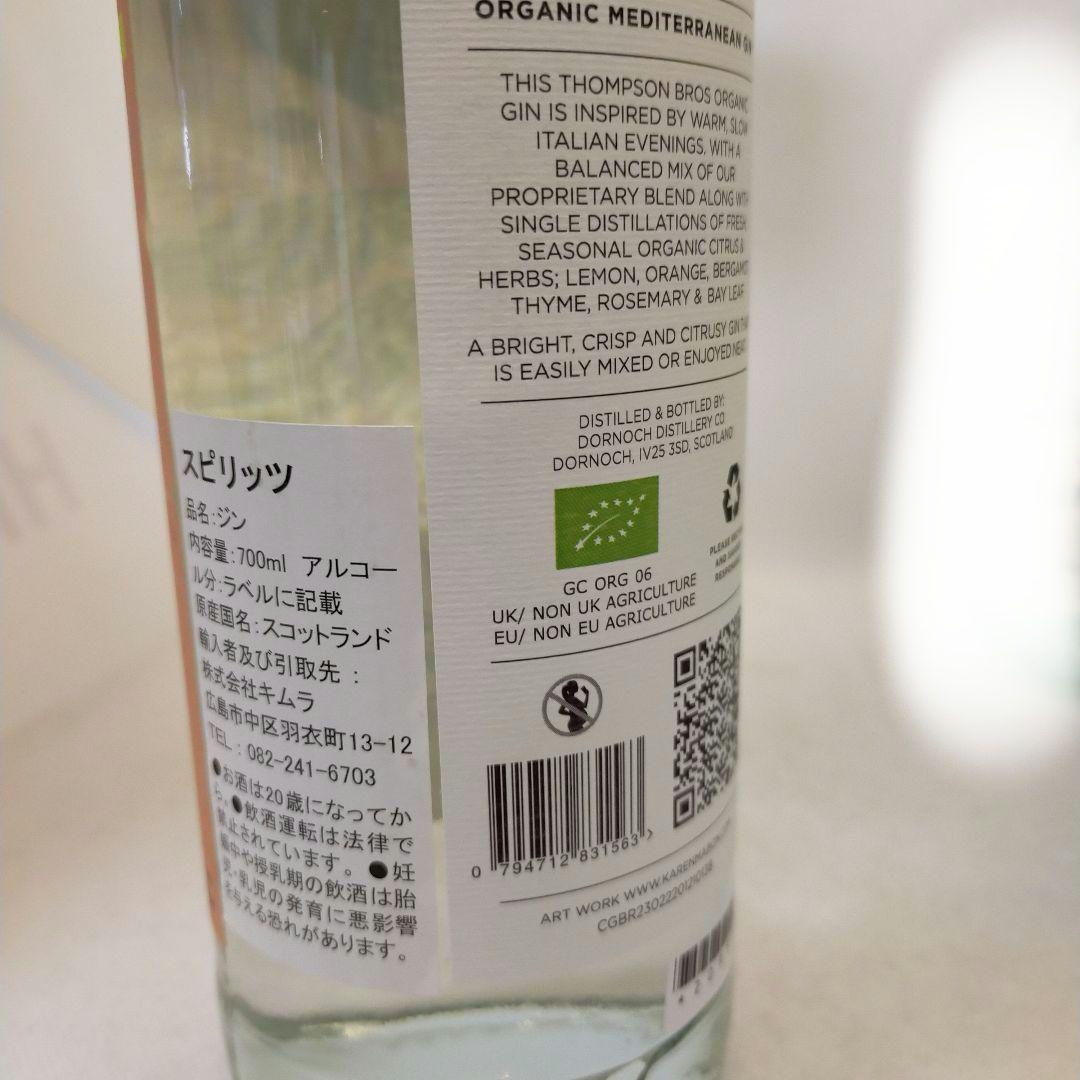 ORGANIC MEDITERRANEAN
THIS THOMPSON BROS ORGANIC
GIN IS INSPIRED BY WARM, SLOW
ITALIAN EVENINGS. WITH A
BALANCED MIX OF OUR
PROPRIETARY BLEND ALONG WITH
SINGLE DISTILLATIONS OF FRESH,
SEASONAL ORGANIC CITRUS &
HERBS; LEMON, ORANGE, BERGAMOT
THYME, ROSEMARY & BAY LEAF
A BRIGHT, CRISP AND CITRUSY GIN
IS EASILY MIXED OR ENJOYED NEAT
DISTILLED & BOTTLED BY:
DORNOCH DISTILLERY CO
DORNOCH, IV25 3SD, SCOTLAND
PLEASE
AND
GC ORG 06
UK/ NON UK AGRICULTURE
EU/ NON EU AGRICULTURE
0 794712 831563 >
ART WORK
CGBR2302220121013B
スピリッツ
品名:ジン
内容量:700ml アルコー
ル分:ラベルに記載
原産国名:スコットランド
輸入者及び引取先 :
株式会社キムラ
広島市中区羽衣町13-12
TEL : 082-241-6703
●お酒は20歳になってか
ら。●飲酒運転は法律で
禁止されています。●妊
娠中や授乳期の飲酒は胎
児・乳児の発育に悪影響
を与える恐れがあります。